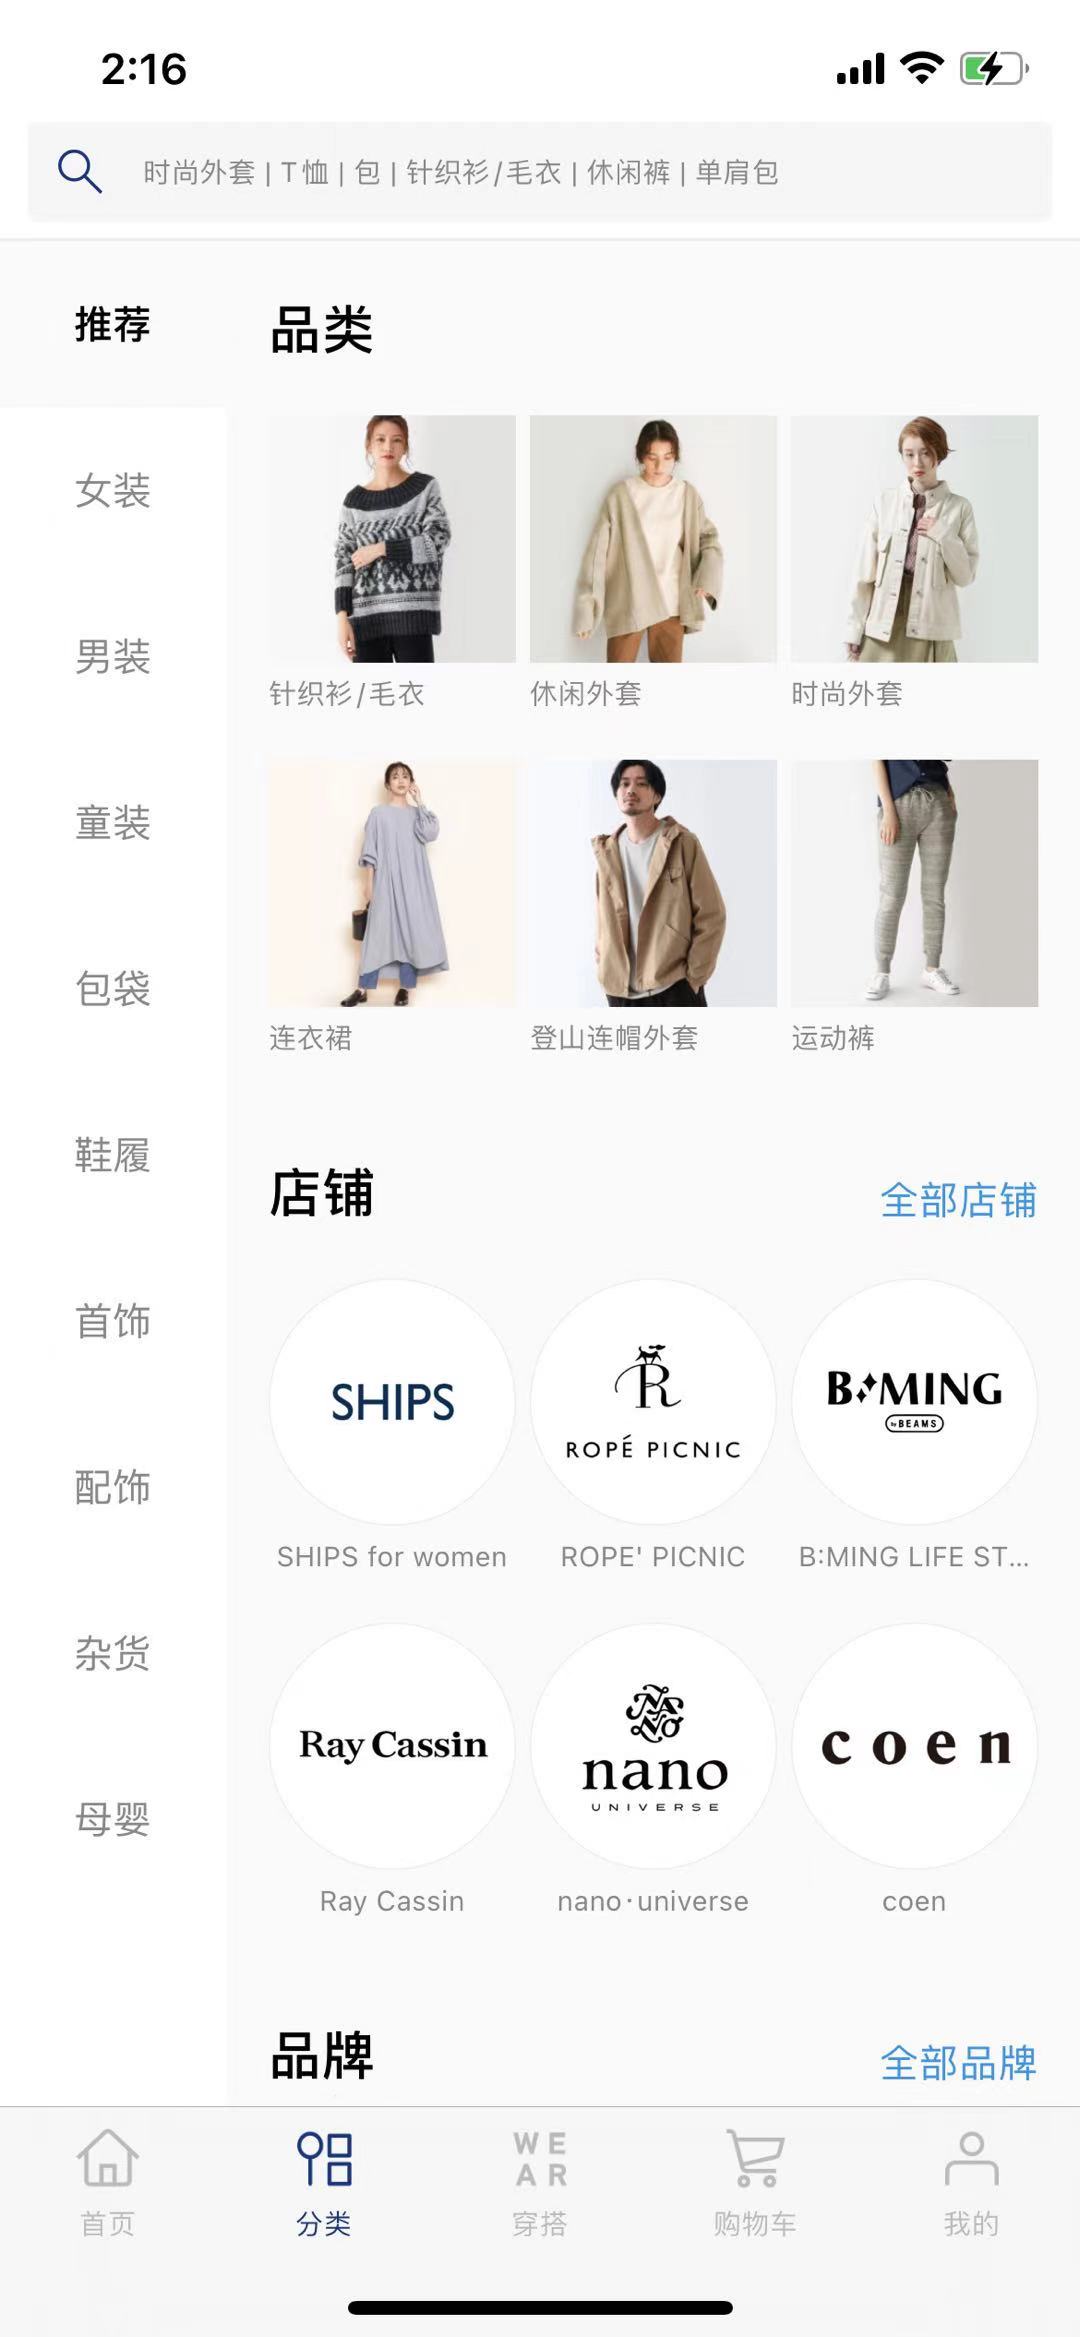 2:16
时尚外套 | T恤 | 包 | 针织衫/毛衣 | 休闲裤 | 单肩包
推荐
女装
男装
童装
包袋
鞋履
首饰
配饰
杂货
母婴
品类
针织衫/毛衣 休闲外套 时尚外套
连衣裙 登山连帽外套 运动裤
店铺 全部店铺
SHIPS
R
ROPÉ PICNIC
B:MING
by BEAMS
SHIPS for women ROPE' PICNIC B:MING LIFE ST...
Ray Cassin
NANO
nano
UNIVERSE
coen
Ray Cassin nano·universe coen
品牌 全部品牌
WE
AR
首页 分类 穿搭 购物车 我的